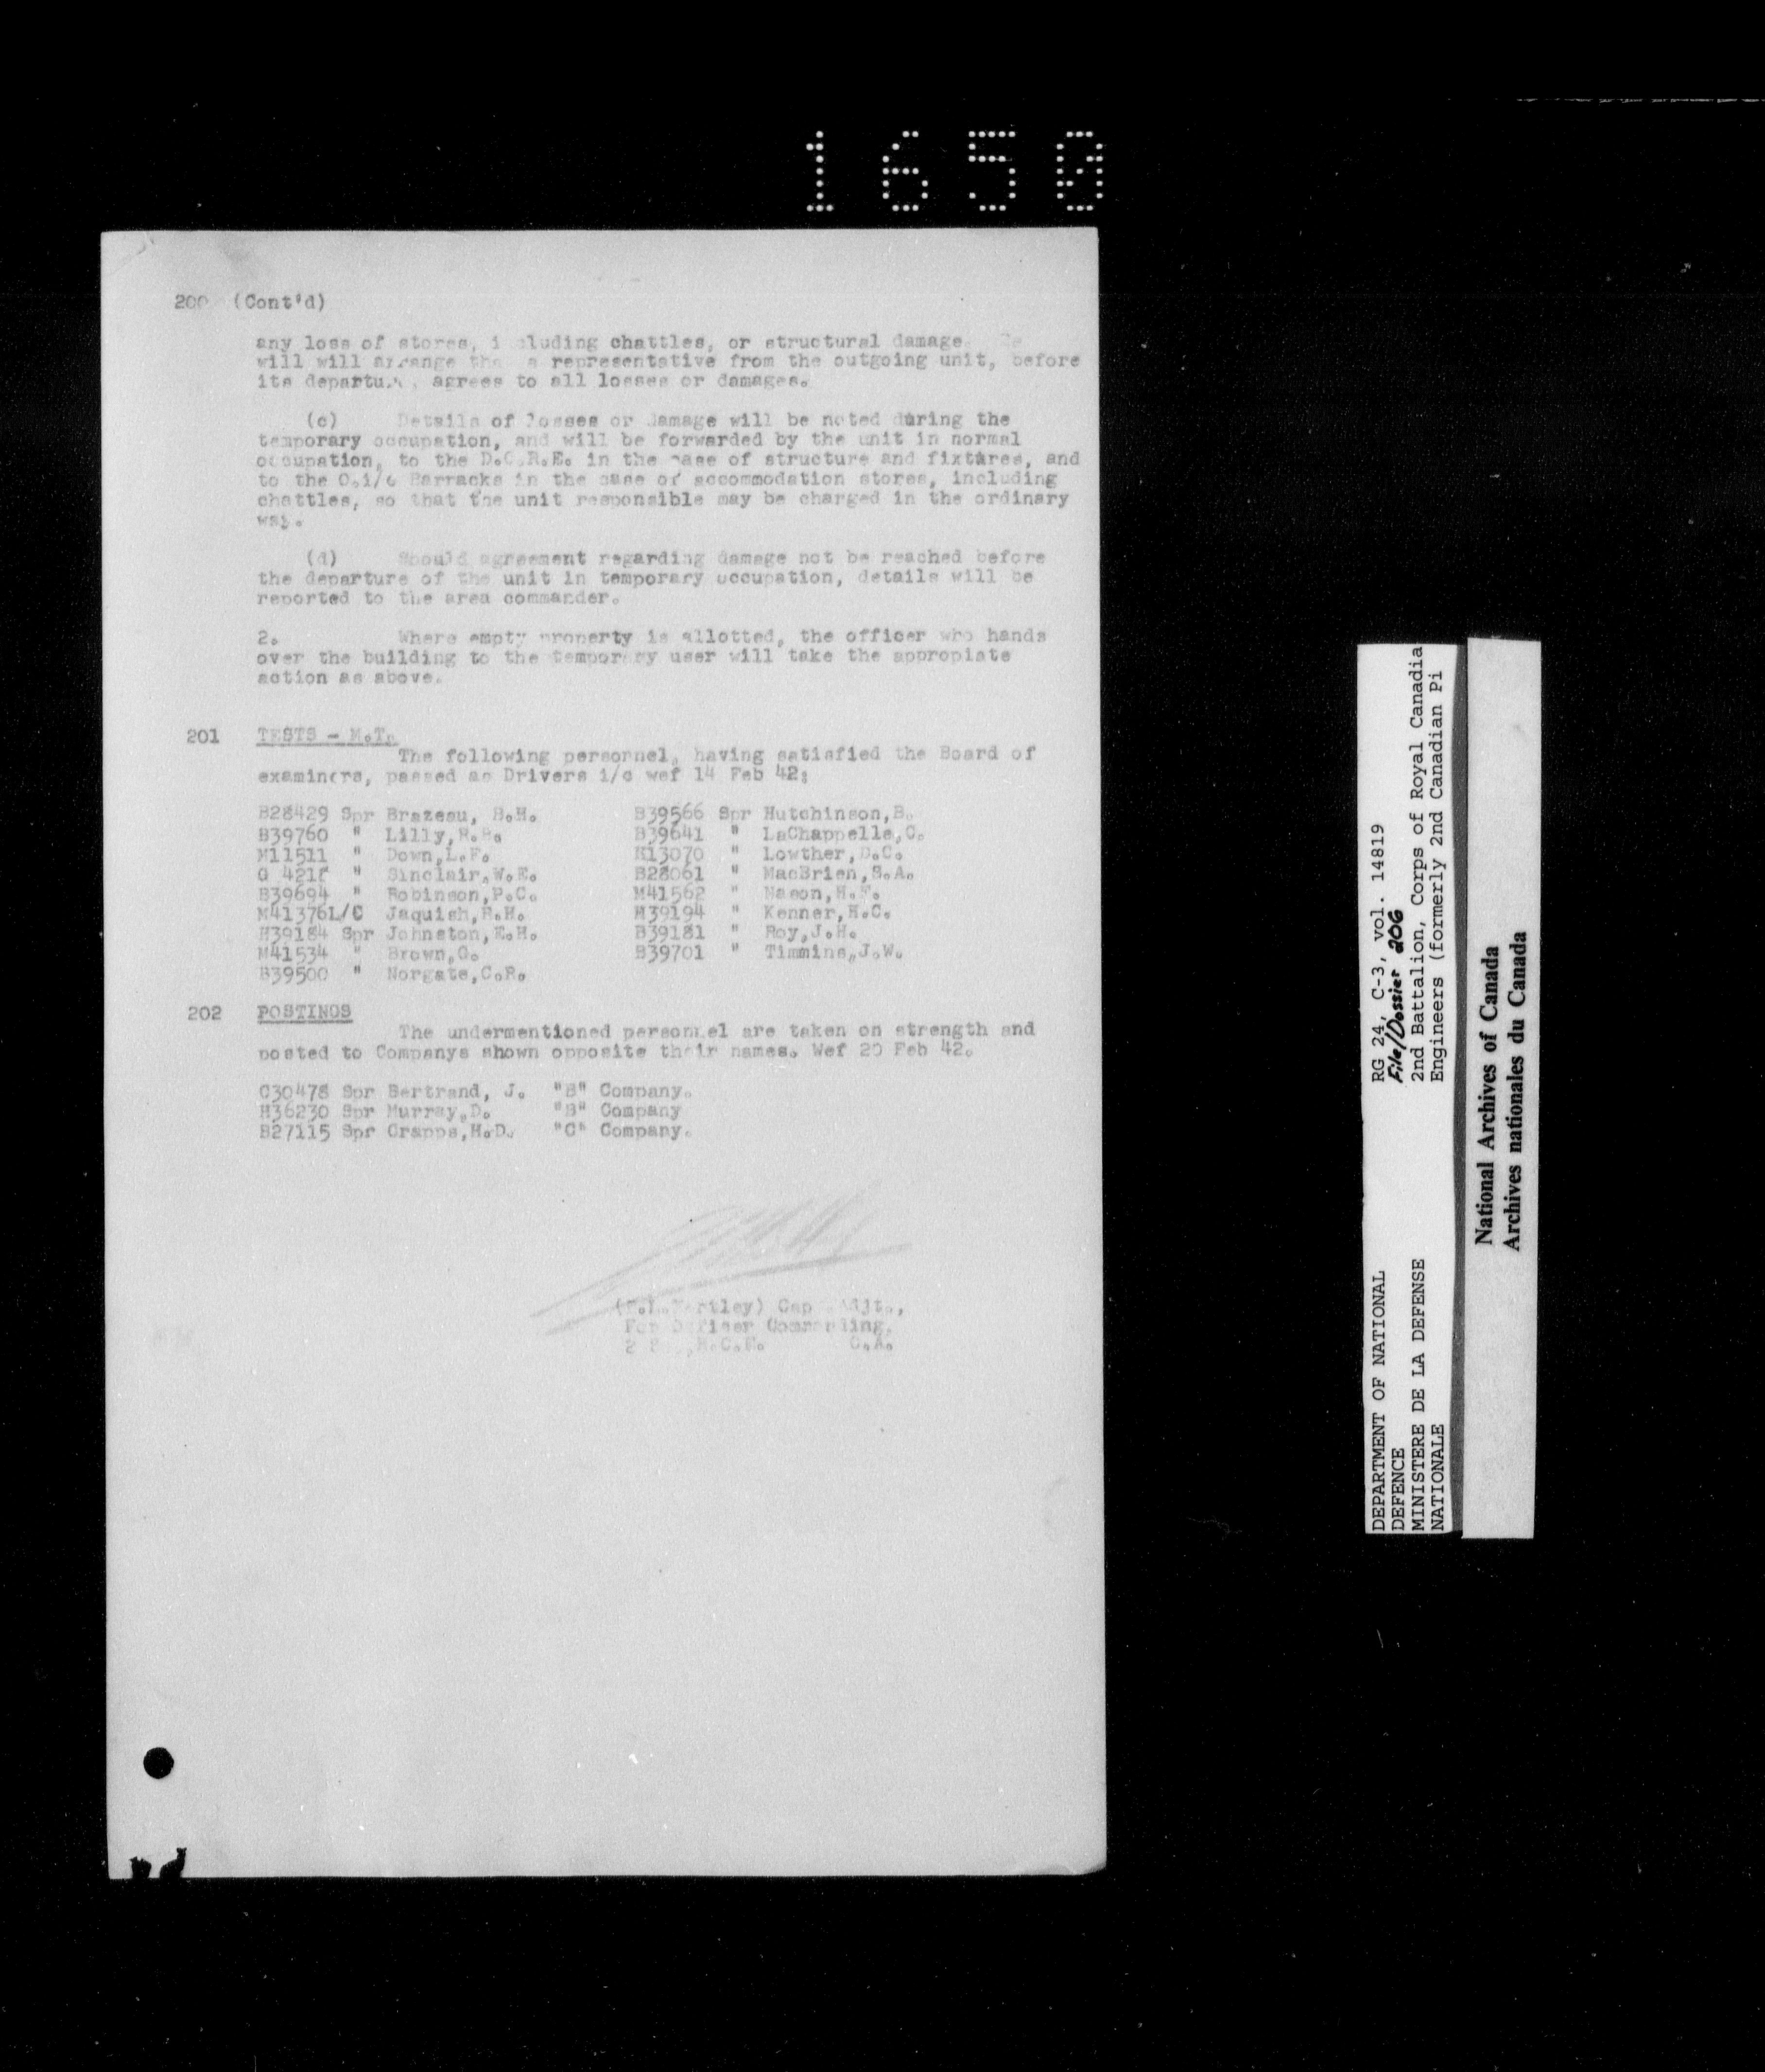 1650
200 (Cont'd)
any loss of stores, including chattles, or structural damage. He
will will arrange that a representative from the outgoing unit, before
its departure, agrees to all losses or damages.
(c) Details of losses or damage will be noted during the
temporary occupation, and will be forwarded by the unit in normal
occupation, to the D.C.R.E. in the case of structure and fixtures, and
to the O.i/c Barracks in the case of accommodation stores, including
chattles, so that the unit responsible may be charged in the ordinary
way.
(d) Should agreement regarding damage not be reached before
the departure of the unit in temporary occupation, details will be
reported to the area commander.
2. Where empty property is allotted, the officer who hands
over the building to the temporary user will take the appropiate
action as above.
201 TESTS - M.T.
The following personnel, having satisfied the Board of
examiners, passed as Drivers i/c wef 14 Feb 42:
B28429 Spr Brazeau, B.H. B39566 Spr Hutchinson,B.
B39760 " Lilly, B39641 " LaChappelle,C.
M11511 " Down,L.F. K13070 " Lowther,D.C.
G " Sinclair,W.E. B28061 " MacBrien,S.A.
B39694 " Robinson,P.C. M41562 " Mason,
M41376L/C Jaquish, H39194 " Kenner,H.C.
H39184 Spr Johnston,E.H. B39181 " Roy,J.H.
M41534 " Brown,G. B39701 " Timmins,J.W.
B39500 " Norgate,C.R.
202 POSTINGS
The undermentioned personnel are taken on strength and
posted to Companys shown opposite their names. Wef 20 Feb 42.
C30478 Spr Bertrand, J. "B" Company.
H36230 Spr Murray,D. "B" Company
B27115 Spr Crapps,H.D. "C" Company.
Capt. Adjt.,
For Officer Commanding,
2 R.C.E. C.A.
DEPARTMENT OF NATIONAL RG 24, C-3, vol. 14819
DEFENCE File/Dossier 206
MINISTERE DE LA DEFENSE 2nd Battalion, Corps of Royal Canadia
NATIONALE Engineers (formerly 2nd Canadian Pi
National Archives of Canada
Archives nationales du Canada